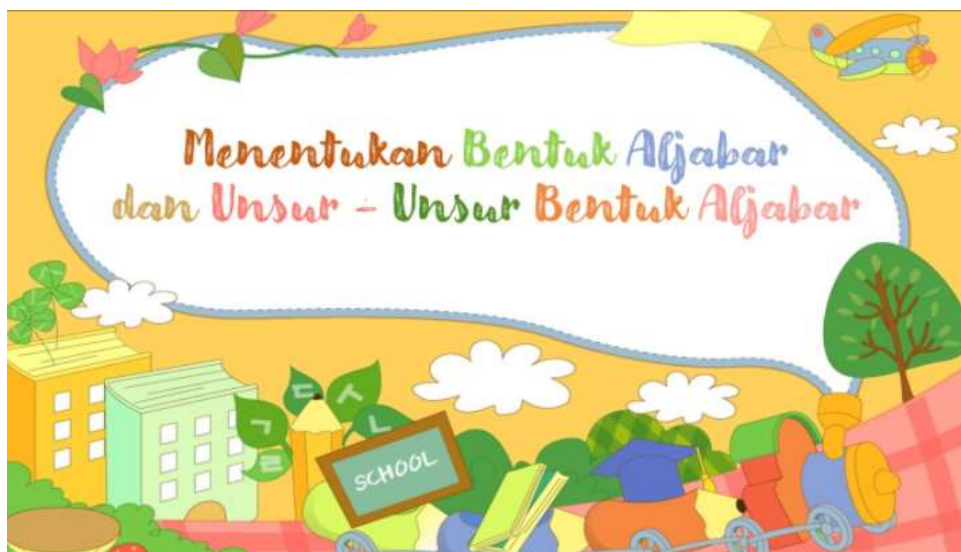 Menentukan Bentuk Aljabar
dan Unsur - Unsur Bentuk Aljabar
ㄷ
ㅅ
ㄱ
ㄴ
ㄹ
SCHOOL